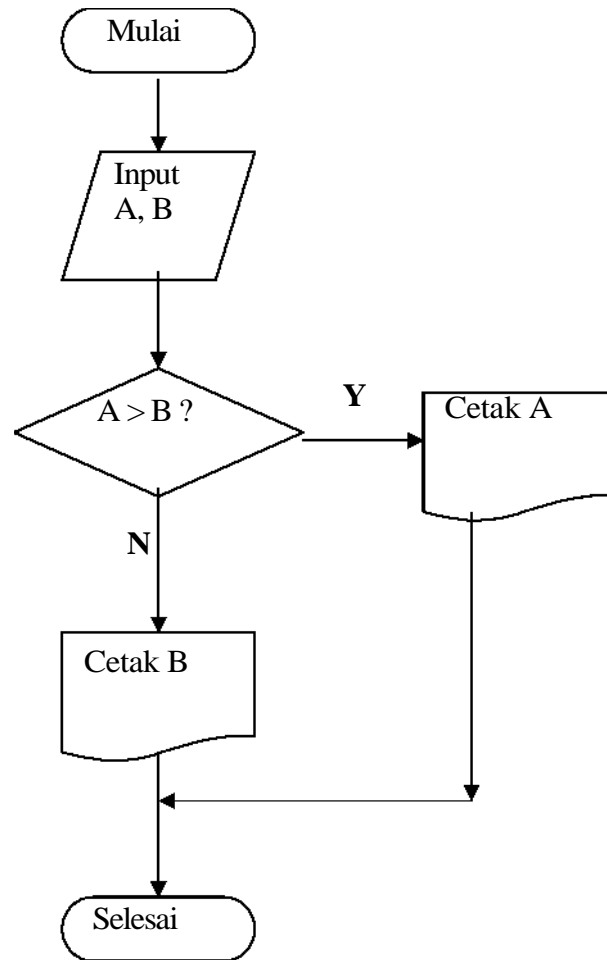 Mulai
Input
A, B
A > B ?
Y
Cetak A
N
Cetak B
Selesai